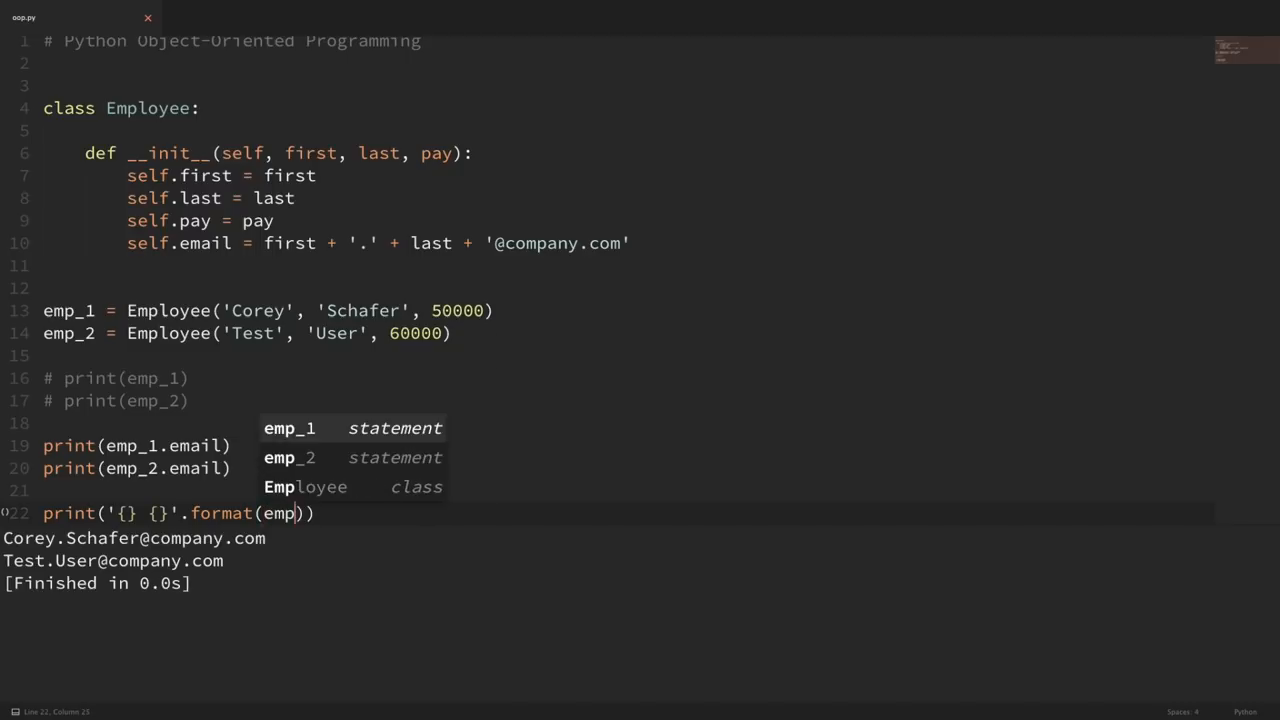 oop.py
1 # Python Object-Oriented Programming
2
3
4 class Employee:
5
6     def __init__(self, first, last, pay):
7         self.first = first
8         self.last = last
9         self.pay = pay
10         self.email = first + '.' + last + '@company.com'
11
12
13 emp_1 = Employee('Corey', 'Schafer', 50000)
14 emp_2 = Employee('Test', 'User', 60000)
15
16 # print(emp_1)
17 # print(emp_2)
18
emp_1 statement
19 print(emp_1.email)
emp_2 statement
20 print(emp_2.email)
Employee class
21
22 print('{} {}'.format(emp))
Corey.Schafer@company.com
Test.User@company.com
[Finished in 0.0s]
Line 22, Column 25 Spaces: 4 Python